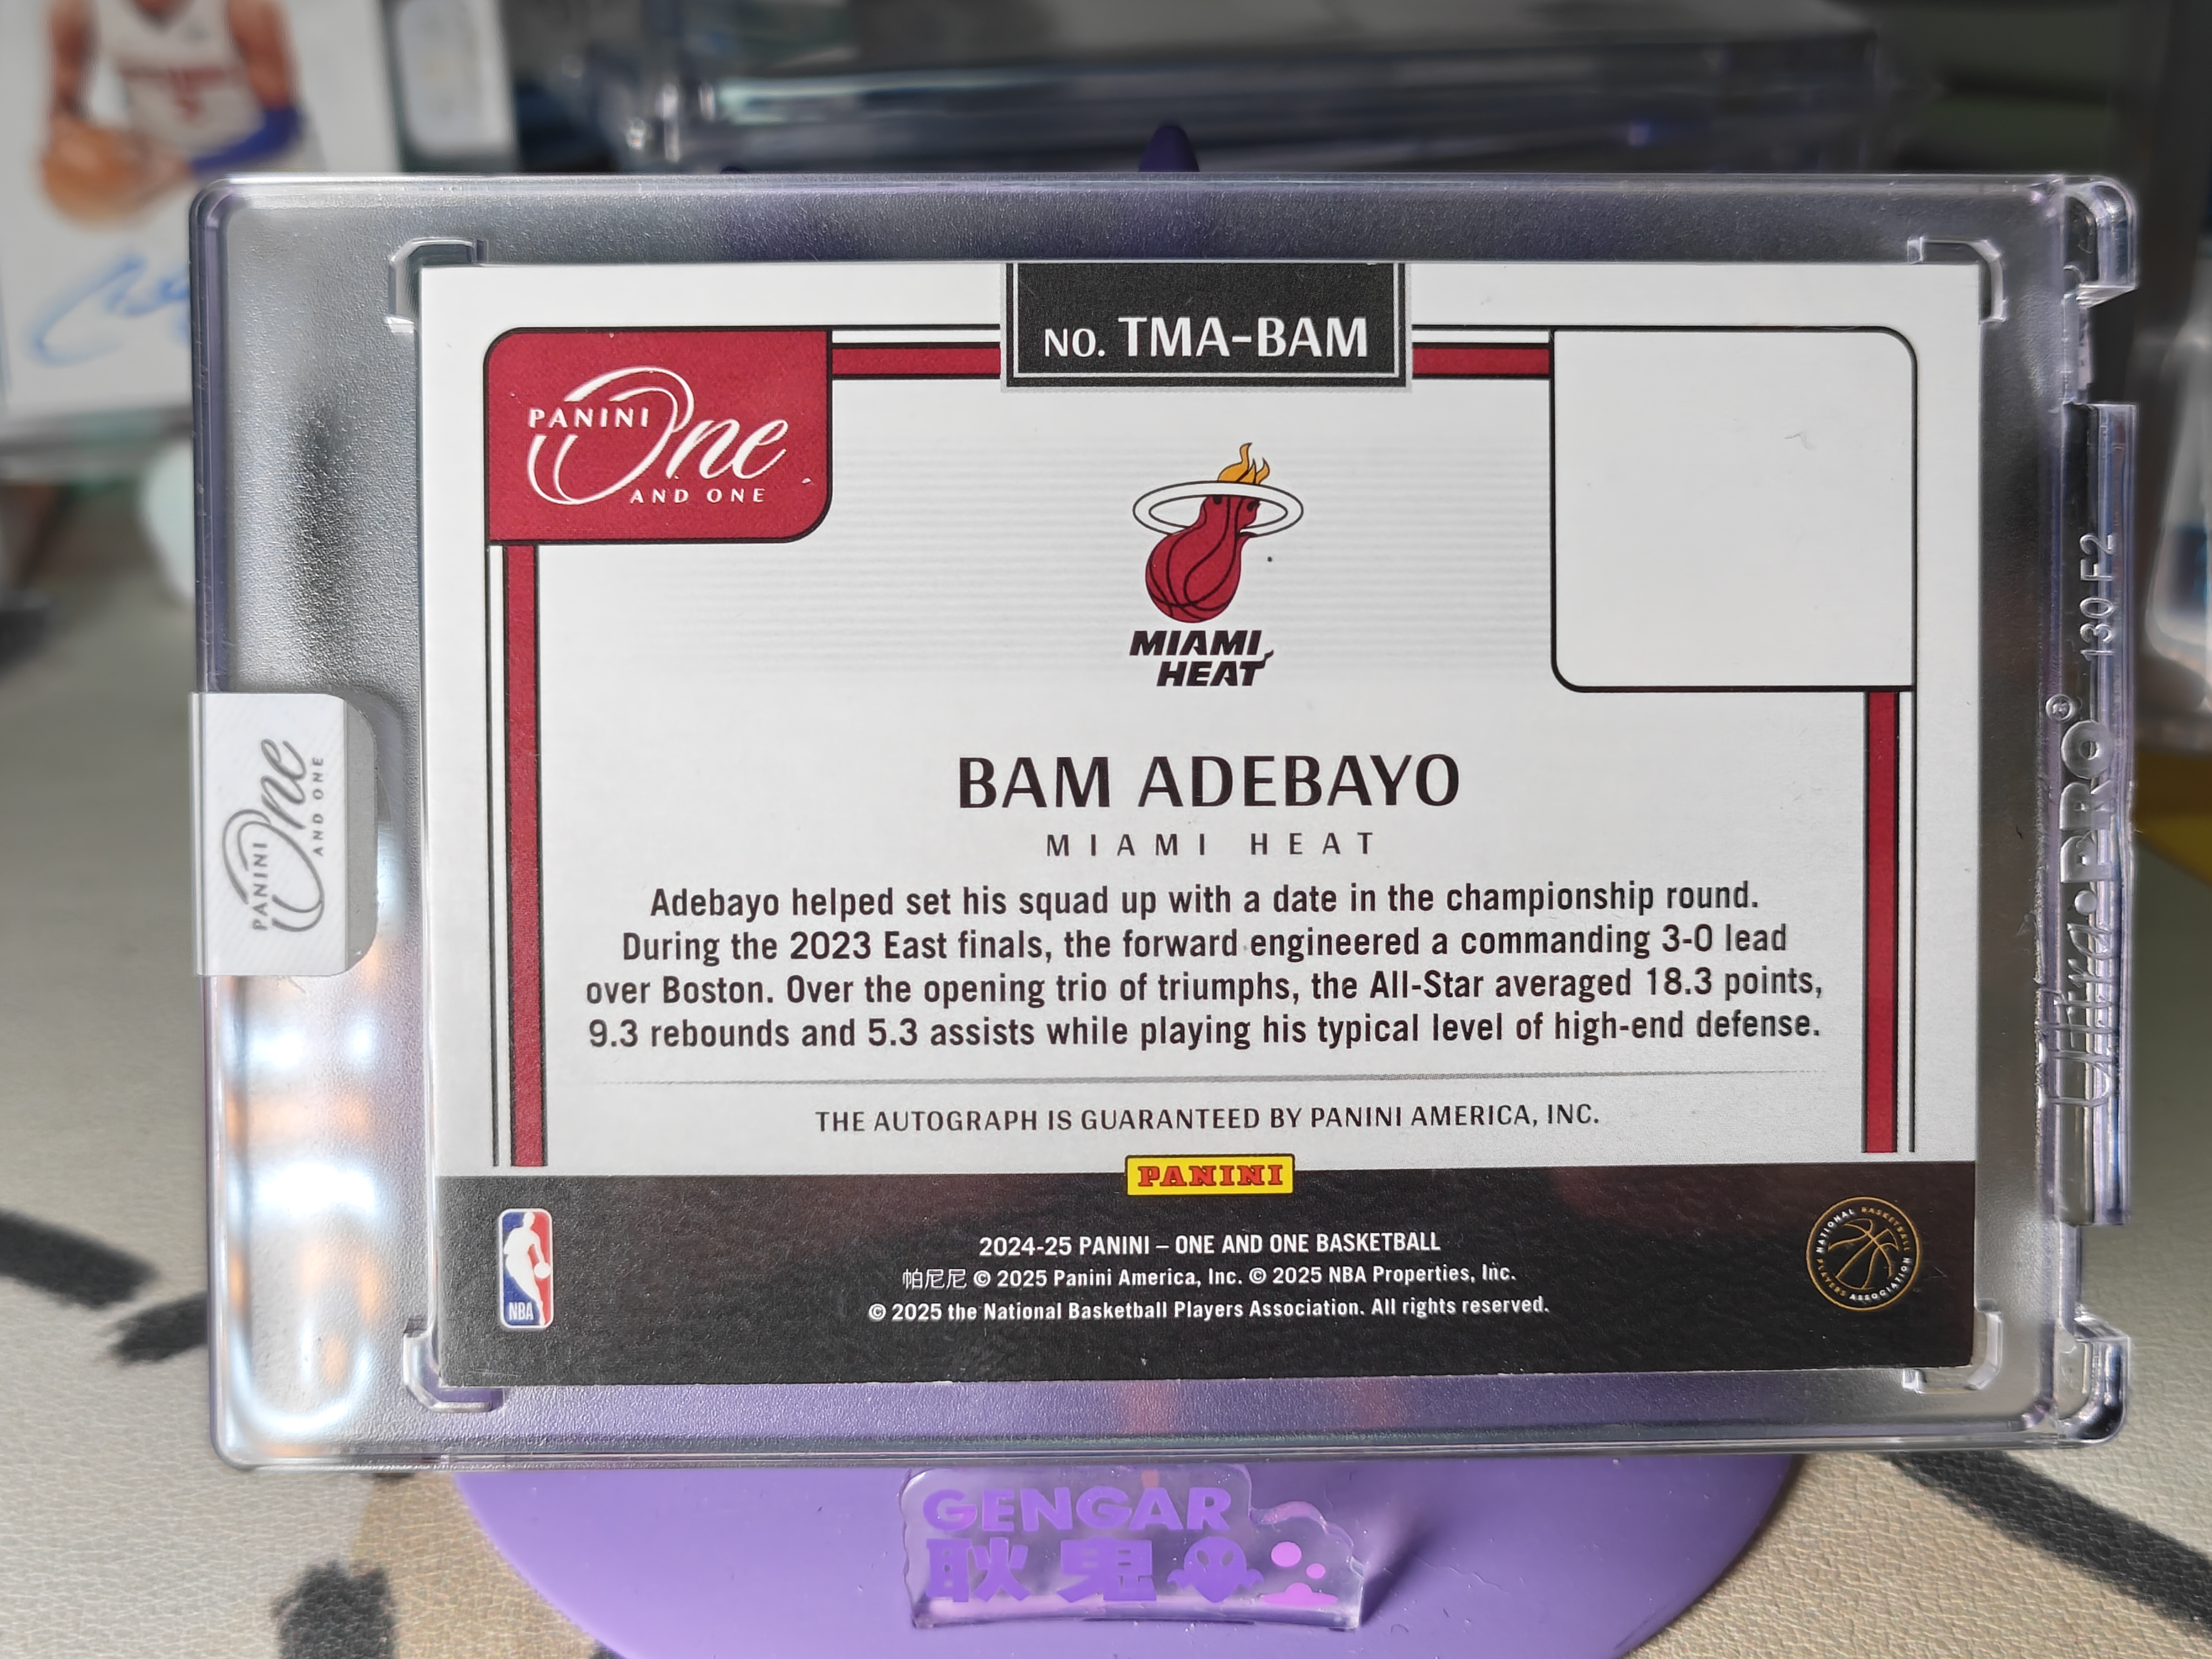 NO. TMA-BAM
PANINI
One
AND ONE
MIAMI
HEAT
BAM ADEBAYO
MIAMI HEAT
Adebayo helped set his squad up with a date in the championship round.
During the 2023 East finals, the forward engineered a commanding 3-0 lead
over Boston. Over the opening trio of triumphs, the All-Star averaged 18.3 points,
9.3 rebounds and 5.3 assists while playing his typical level of high-end defense.
THE AUTOGRAPH IS GUARANTEED BY PANINI AMERICA, INC.
PANINI
NBA
2024-25 PANINI – ONE AND ONE BASKETBALL
帕尼尼 © 2025 Panini America, Inc. © 2025 NBA Properties, Inc.
© 2025 the National Basketball Players Association. All rights reserved.
NATIONAL BASKETBALL PLAYERS ASSOCIATION
PANINI
One
AND ONE
Ultra·PRO® 130 F2
GENGAR
耿鬼